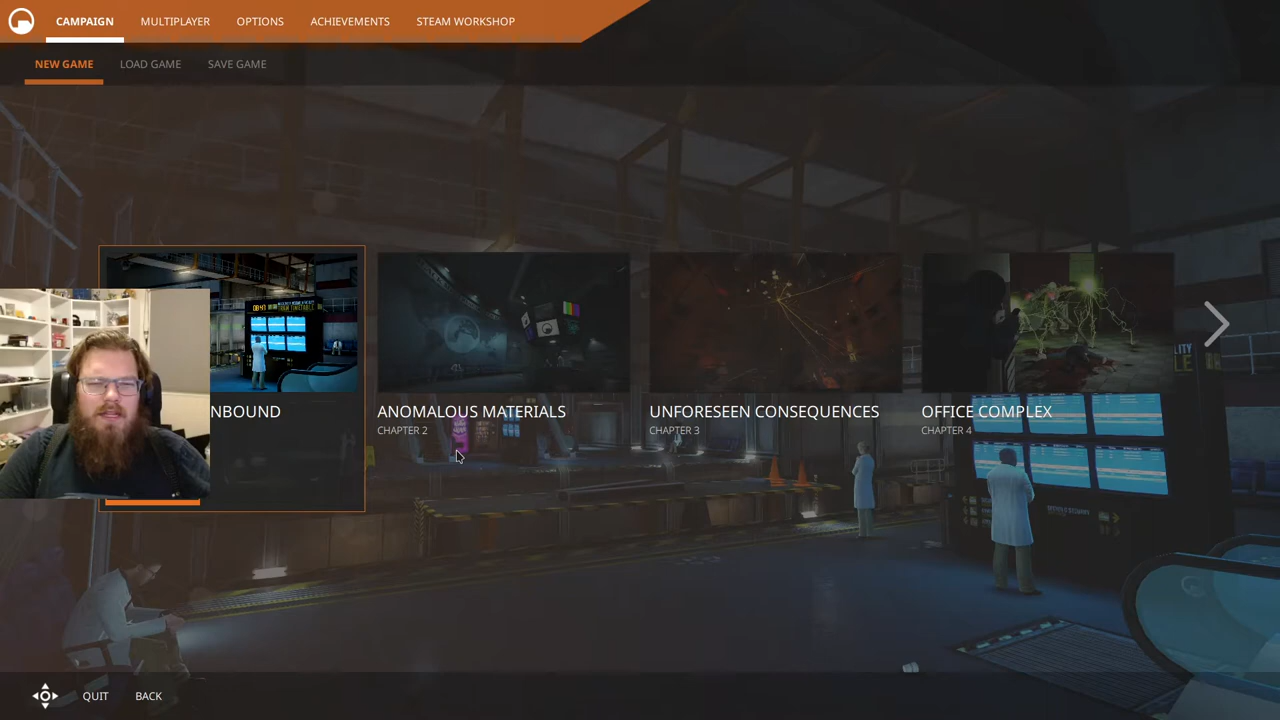 CAMPAIGN MULTIPLAYER OPTIONS ACHIEVEMENTS STEAM WORKSHOP
NEW GAME LOAD GAME SAVE GAME
NBOUND
ANOMALOUS MATERIALS
CHAPTER 2
UNFORESEEN CONSEQUENCES
CHAPTER 3
OFFICE COMPLEX
CHAPTER 4
QUIT BACK